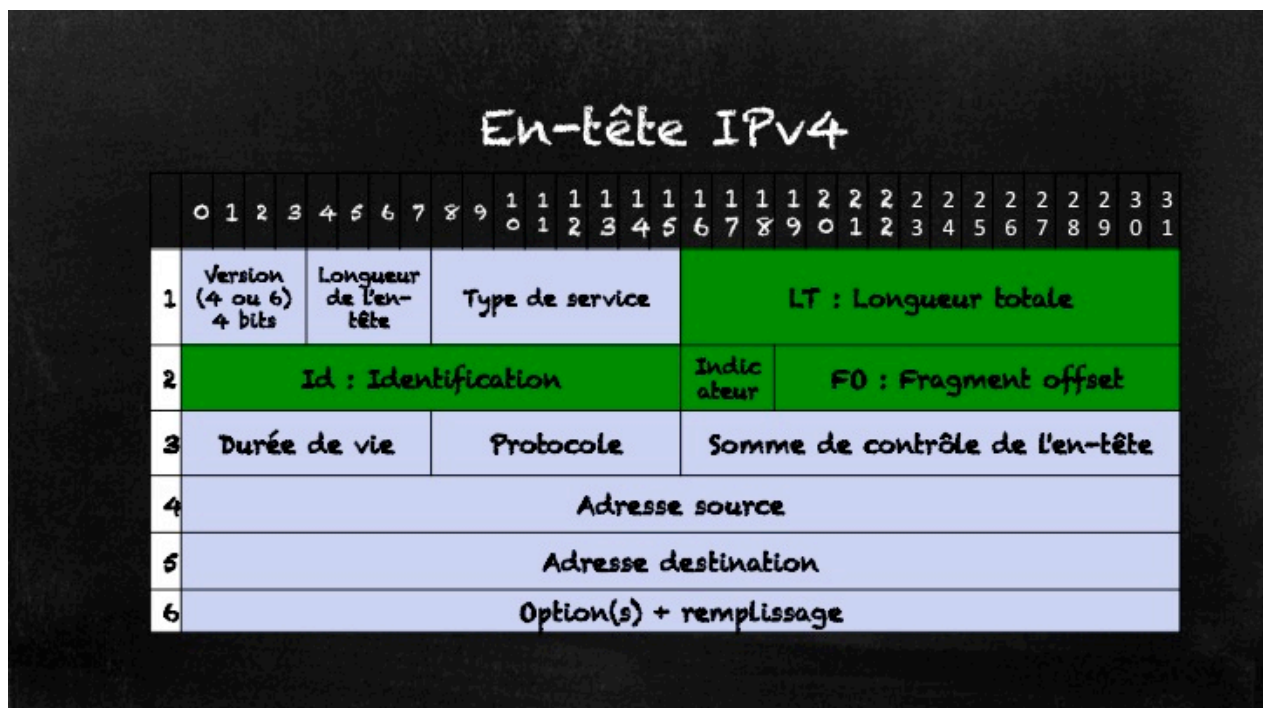 En-tête IPv4
0 1 2 3 4 5 6 7 8 9 10 11 12 13 14 15 16 17 18 19 20 21 22 23 24 25 26 27 28 29 30 31
1 Version (4 ou 6) 4 bits Longueur de l'en-tête Type de service LT : Longueur totale
2 Id : Identification Indicateur FO : Fragment offset
3 Durée de vie Protocole Somme de contrôle de l'en-tête
4 Adresse source
5 Adresse destination
6 Option(s) + remplissage